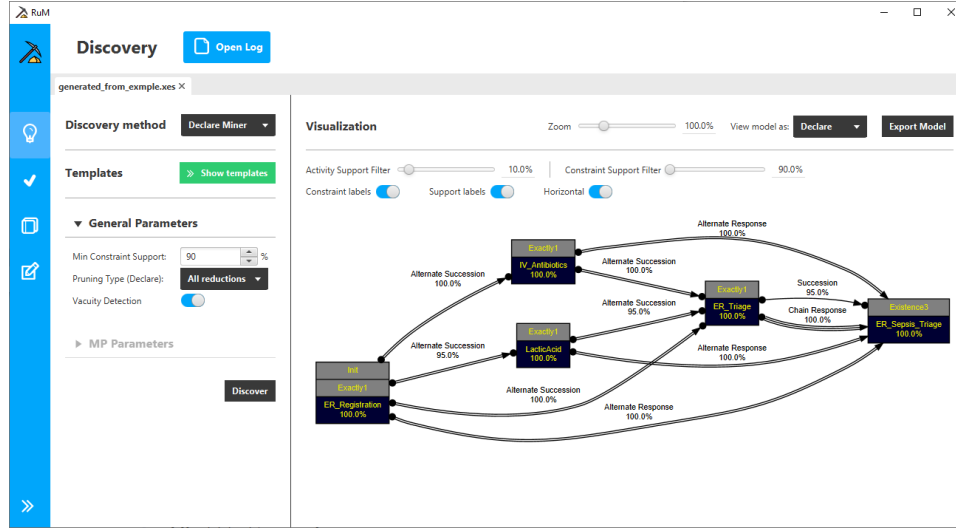 RuM
Discovery
Open Log
generated_from_exmple.xes ×
Discovery method
Declare Miner
Templates
Show templates
General Parameters
Min Constraint Support:
90
%
Pruning Type (Declare):
All reductions
Vacuity Detection
MP Parameters
Discover
Visualization
Zoom
100.0%
View model as:
Declare
Export Model
Activity Support Filter
10.0%
Constraint Support Filter
90.0%
Constraint labels
Support labels
Horizontal
Alternate Response
100.0%
Exactly1
IV_Antibiotics
100.0%
Alternate Succession
100.0%
Alternate Succession
100.0%
Exactly1
ER_Triage
100.0%
Succession
95.0%
Chain Response
100.0%
Existence3
ER_Sepsis_Triage
100.0%
Alternate Succession
95.0%
Exactly1
LacticAcid
100.0%
Alternate Succession
95.0%
Alternate Response
100.0%
Init
Exactly1
ER_Registration
100.0%
Alternate Succession
100.0%
Alternate Response
100.0%